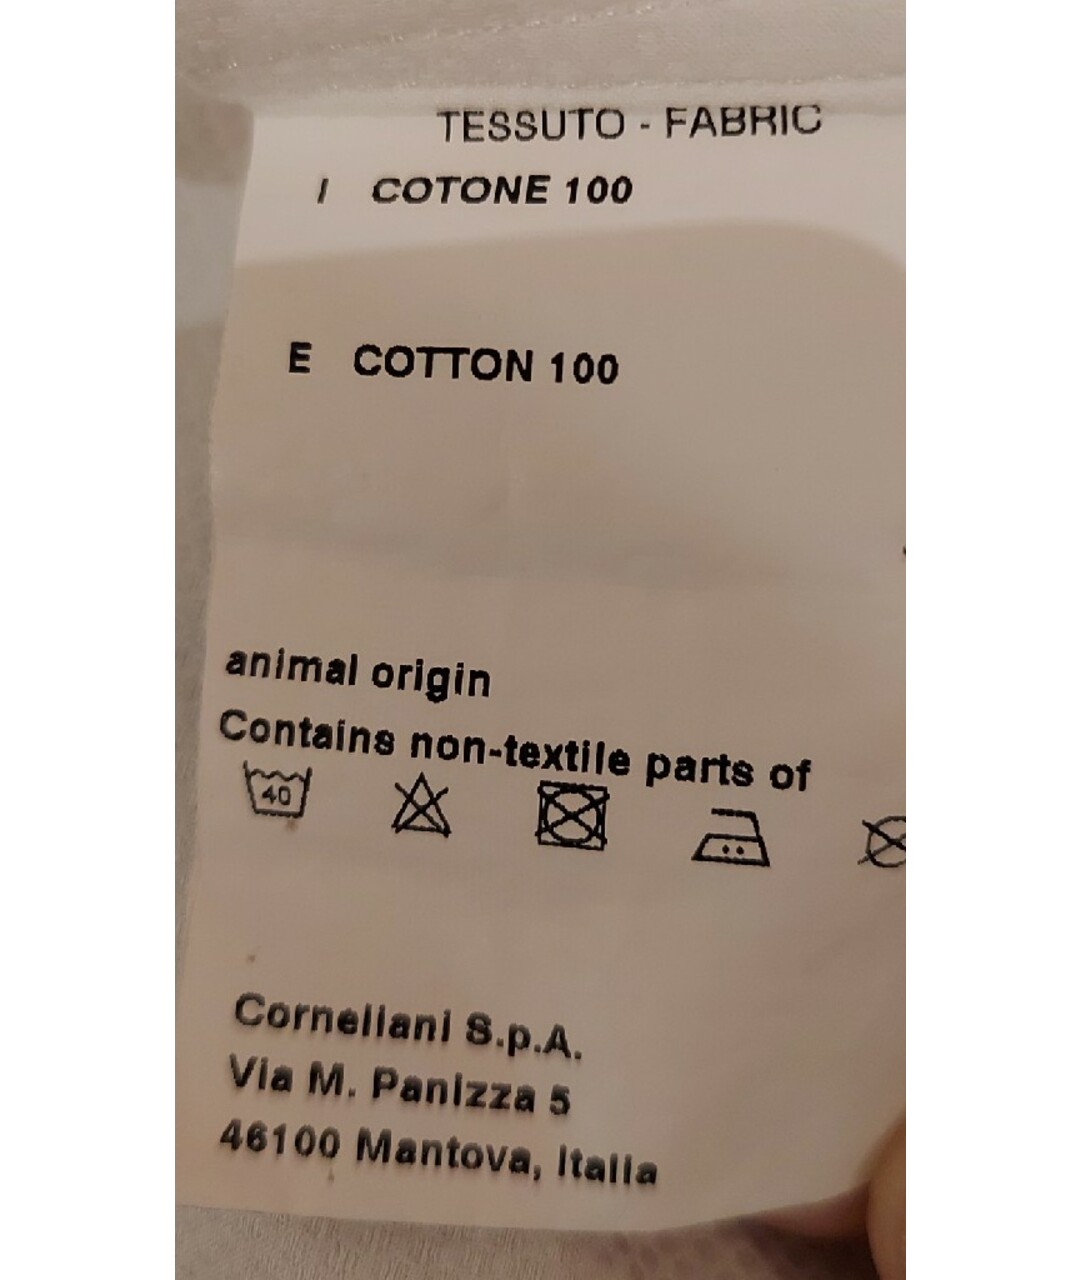 TESSUTO - FABRIC
I COTONE 100
E COTTON 100
animal origin
Contains non-textile parts of
40
Corneliani S.p.A.
Via M. Panizza 5
46100 Mantova, Italia